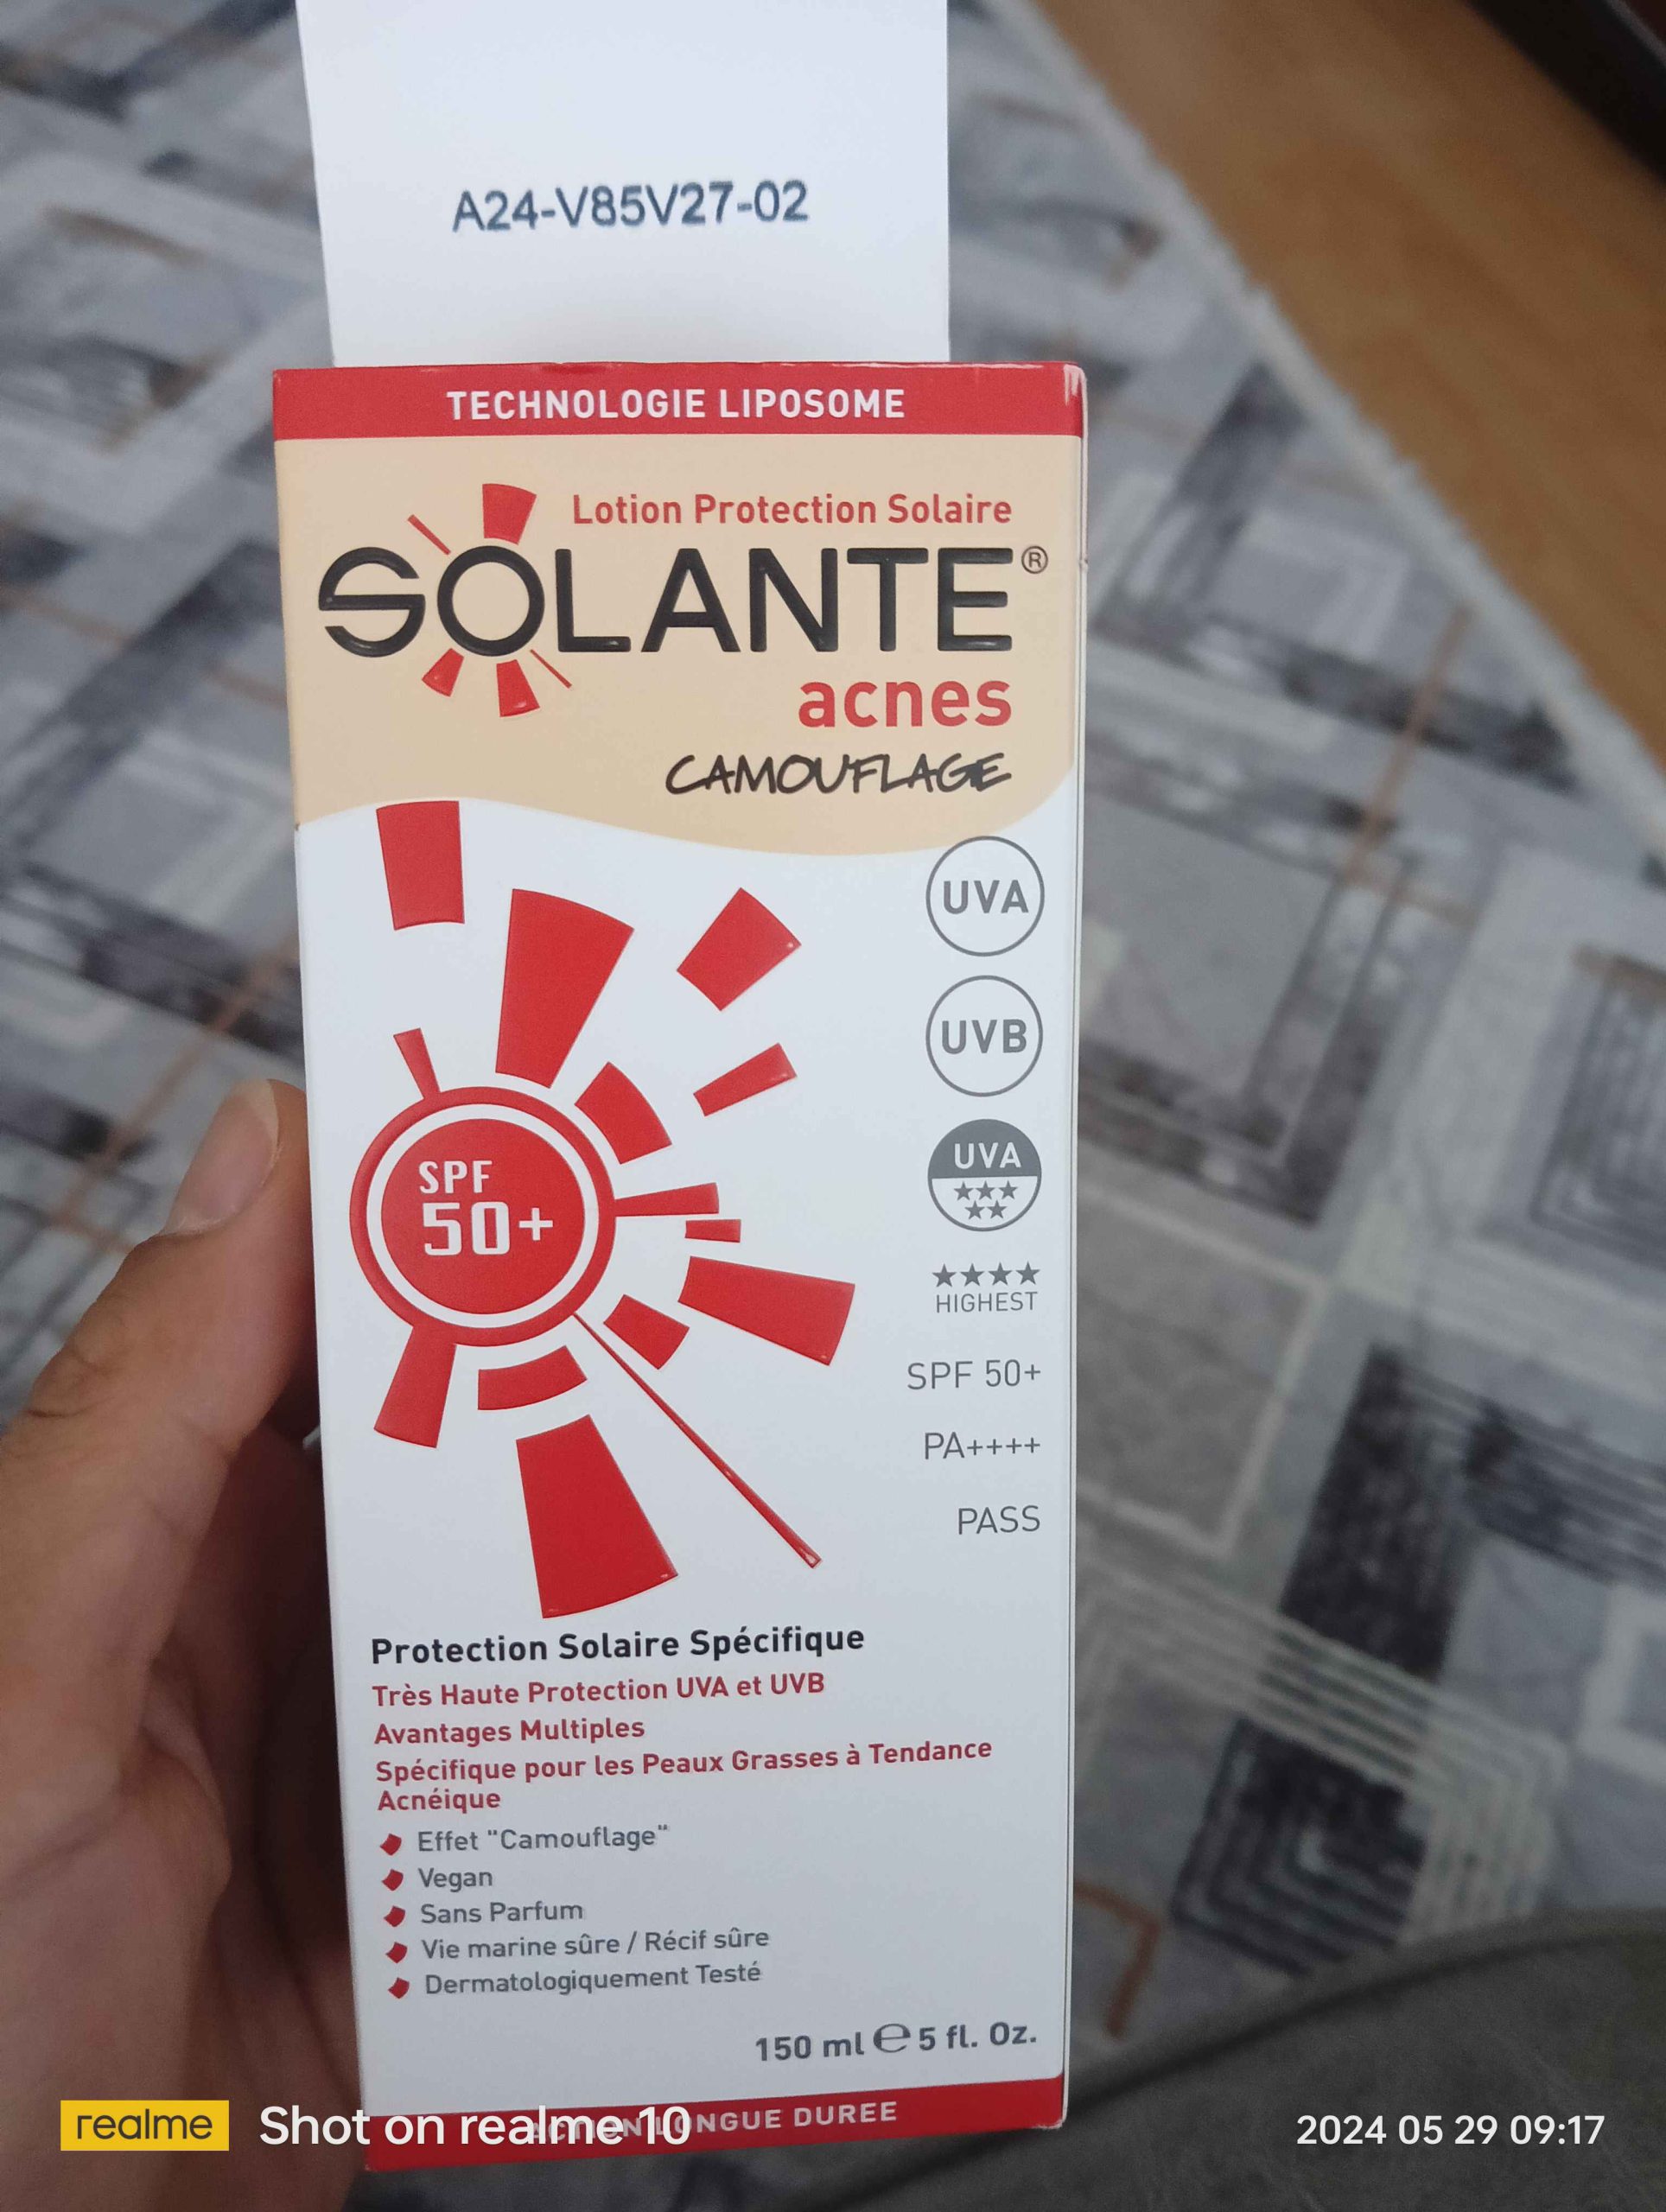 A24-V85V27-02
TECHNOLOGIE LIPOSOME
Lotion Protection Solaire
SOLANTE®
acnes
CAMOUFLAGE
UVA
UVB
UVA
★★★
★★
★★★★
HIGHEST
SPF
50+
SPF 50+
PA++++
PASS
Protection Solaire Spécifique
Très Haute Protection UVA et UVB
Avantages Multiples
Spécifique pour les Peaux Grasses à Tendance
Acnéique
Effet "Camouflage"
Vegan
Sans Parfum
Vie marine sûre / Récif sûre
Dermatologiquement Testé
150 ml ℮ 5 fl. Oz.
ACTION LONGUE DUREE
realme Shot on realme 10
2024 05 29 09:17